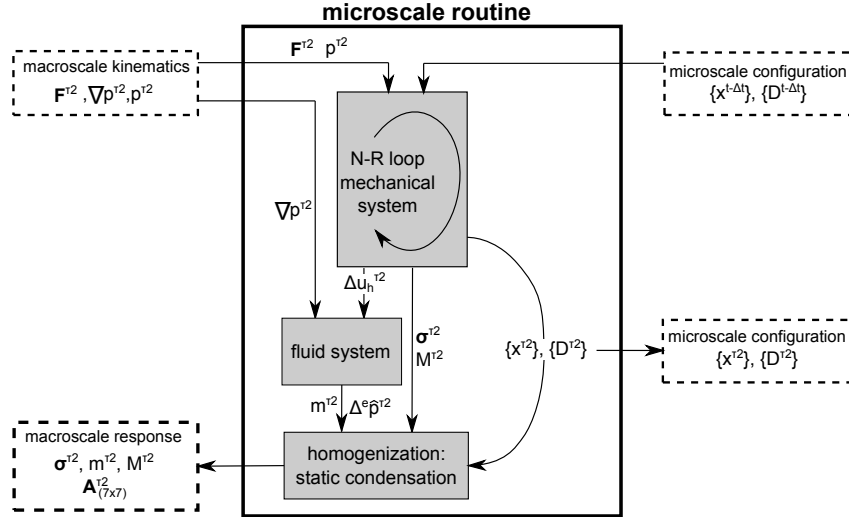 microscale routine
macroscale kinematics
𝐅^τ2 ,∇p^τ2,p^τ2
𝐅^τ2 p^τ2
microscale configuration
{x^t-Δt}, {D^t-Δt}
N-R loop
mechanical
system
∇p^τ2
Δu_h^τ2
fluid system
𝛔^τ2
M^τ2
{x^τ2}, {D^τ2}
microscale configuration
{x^τ2}, {D^τ2}
m^τ2 Δ^e p̂^τ2
macroscale response
𝛔^τ2, m^τ2, M^τ2
𝐀^τ2_(7x7)
homogenization:
static condensation